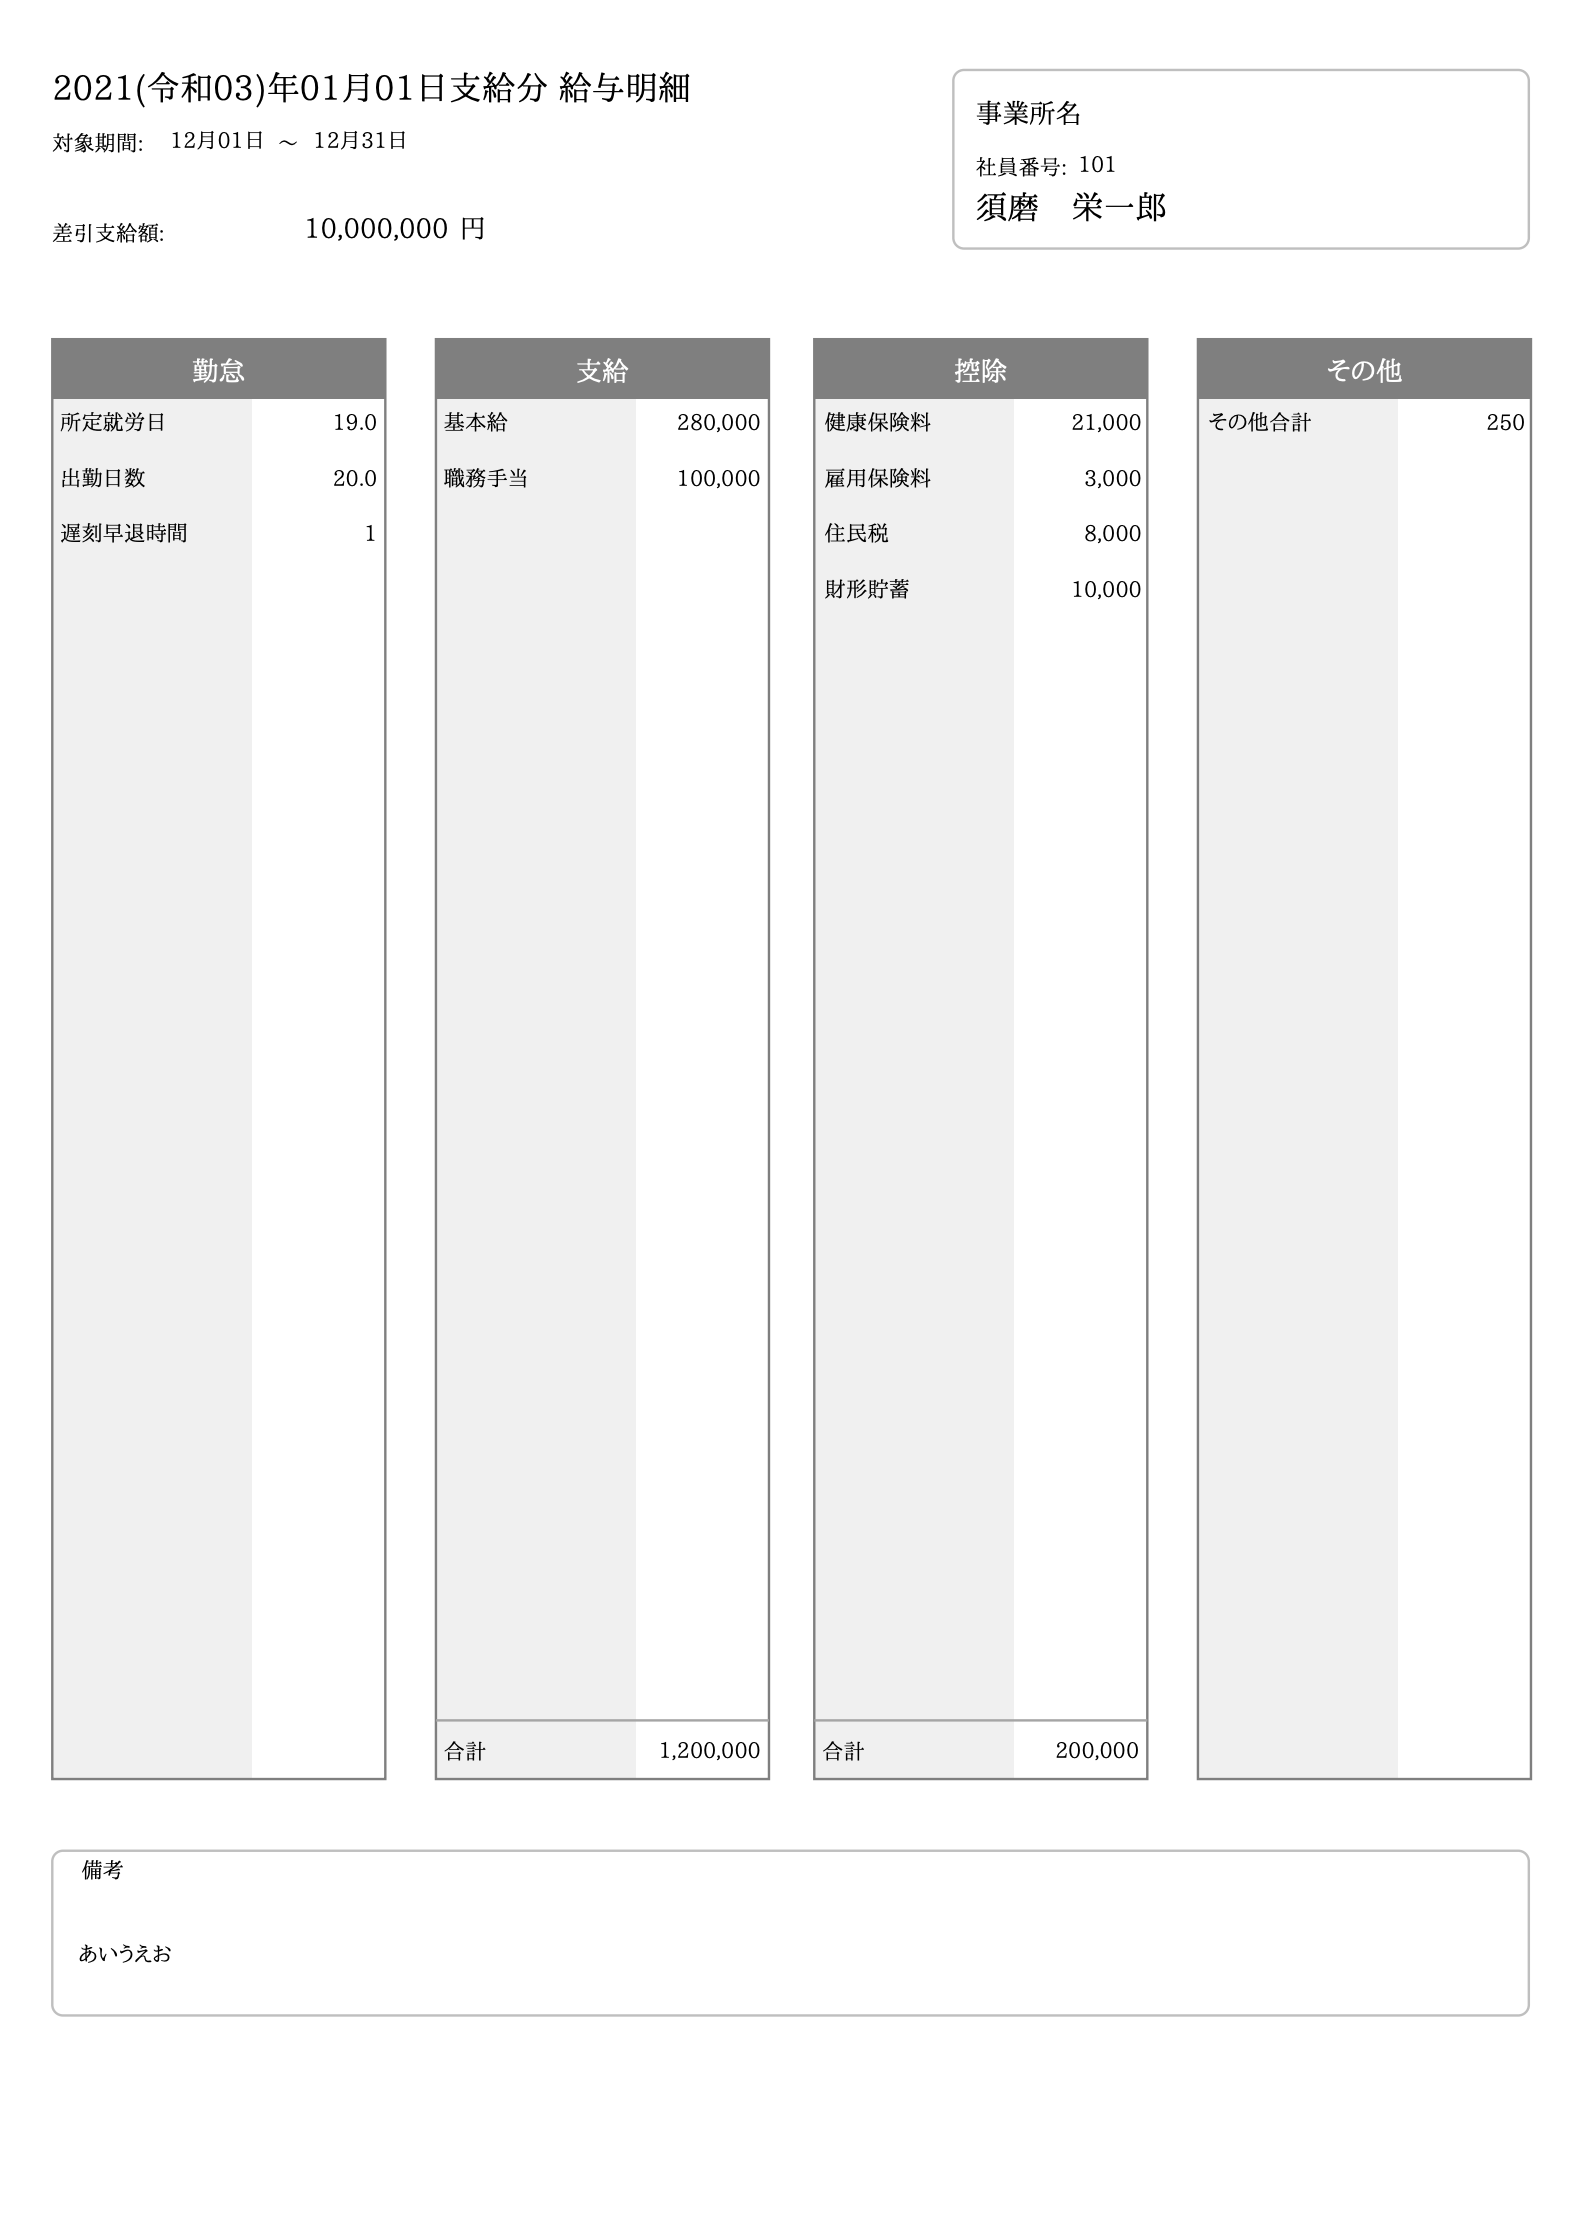 2021(令和03)年01月01日支給分 給与明細
対象期間: 12月01日 ～ 12月31日
差引支給額: 10,000,000 円
事業所名
社員番号: 101
須磨　栄一郎
勤怠
所定就労日 19.0
出勤日数 20.0
遅刻早退時間 1
支給
基本給 280,000
職務手当 100,000
合計 1,200,000
控除
健康保険料 21,000
雇用保険料 3,000
住民税 8,000
財形貯蓄 10,000
合計 200,000
その他
その他合計 250
備考
あいうえお